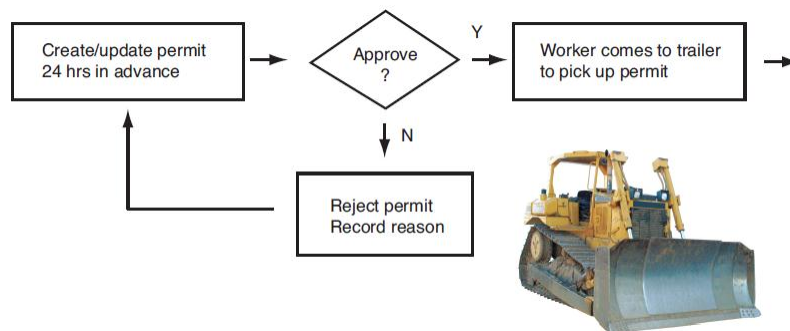 Create/update permit
24 hrs in advance
Approve
?
Y
Worker comes to trailer
to pick up permit
N
Reject permit
Record reason